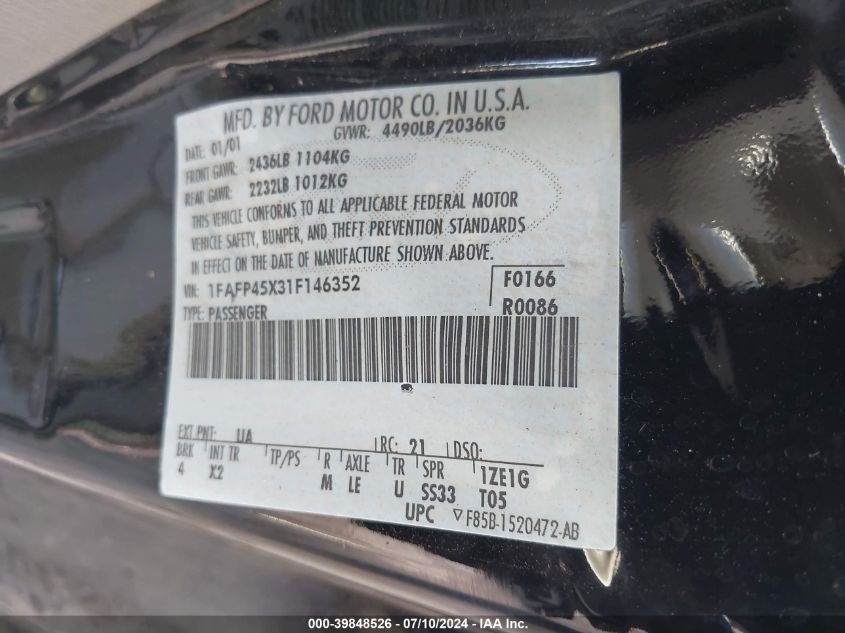 MFD. BY FORD MOTOR CO. IN U.S.A.
DATE: 01/01 GVWR: 4490LB/2036KG
FRONT GAWR: 2436LB 1104KG
REAR GAWR: 2232LB 1012KG
THIS VEHICLE CONFORMS TO ALL APPLICABLE FEDERAL MOTOR
VEHICLE SAFETY, BUMPER, AND THEFT PREVENTION STANDARDS
IN EFFECT ON THE DATE OF MANUFACTURE SHOWN ABOVE.
VIN: 1FAFP45X31F146352 F0166
TYPE: PASSENGER R0086
EXT PNT: UA RC: 21 DSO:
BRK INT TR TP/PS R AXLE TR SPR 1ZE1G
4 X2 M LE U SS33 T05
UPC F85B-1520472-AB
000-39848526 - 07/10/2024 - IAA Inc.